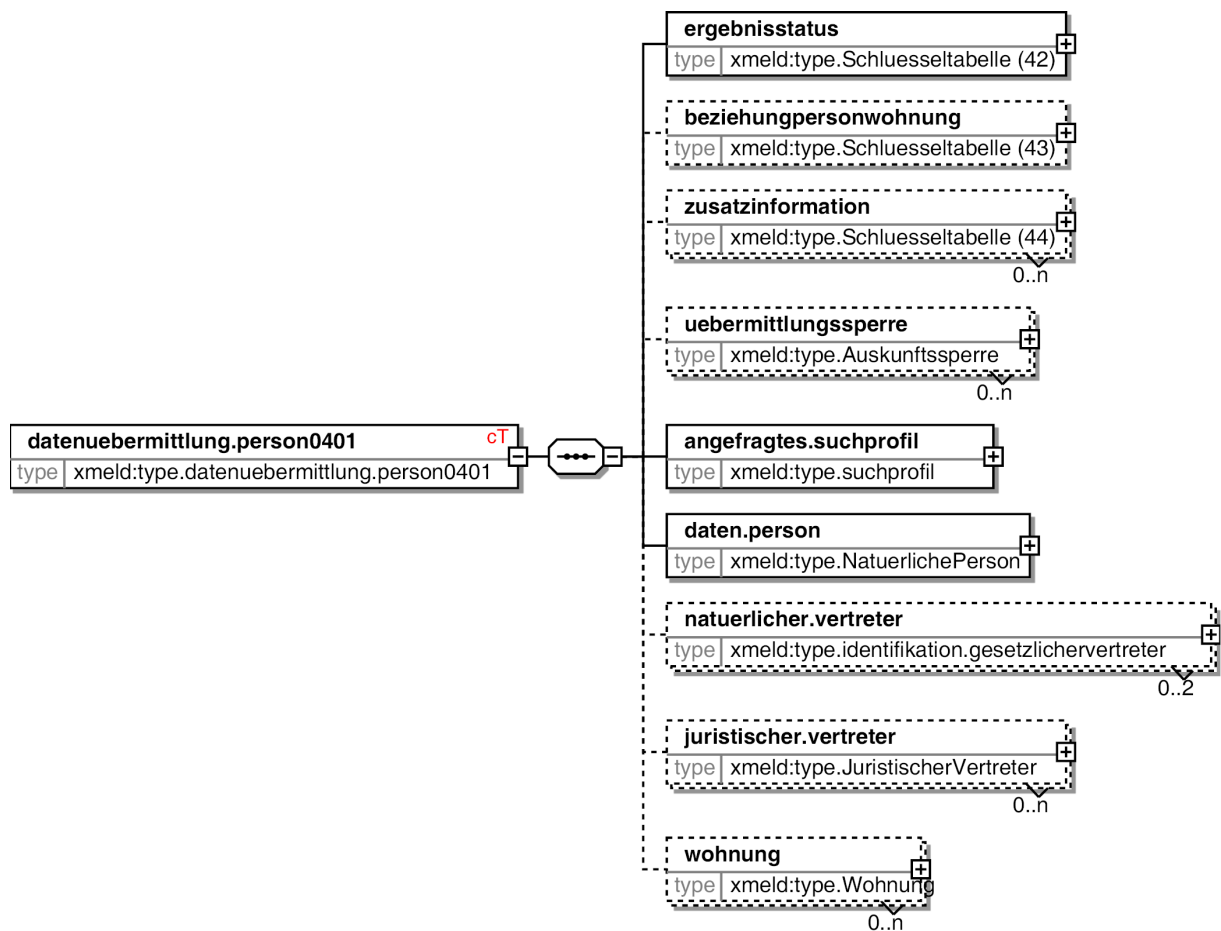 ergebnisstatus
type xmeld:type.Schluesseltabelle (42)
beziehungpersonwohnung
type xmeld:type.Schluesseltabelle (43)
zusatzinformation
type xmeld:type.Schluesseltabelle (44)
0..n
uebermittlungssperre
type xmeld:type.Auskunftssperre
0..n
datenuebermittlung.person0401 cT
type xmeld:type.datenuebermittlung.person0401
angefragtes.suchprofil
type xmeld:type.suchprofil
daten.person
type xmeld:type.NatuerlichePerson
natuerlicher.vertreter
type xmeld:type.identifikation.gesetzlichervertreter
0..2
juristischer.vertreter
type xmeld:type.JuristischerVertreter
0..n
wohnung
type xmeld:type.Wohnung
0..n